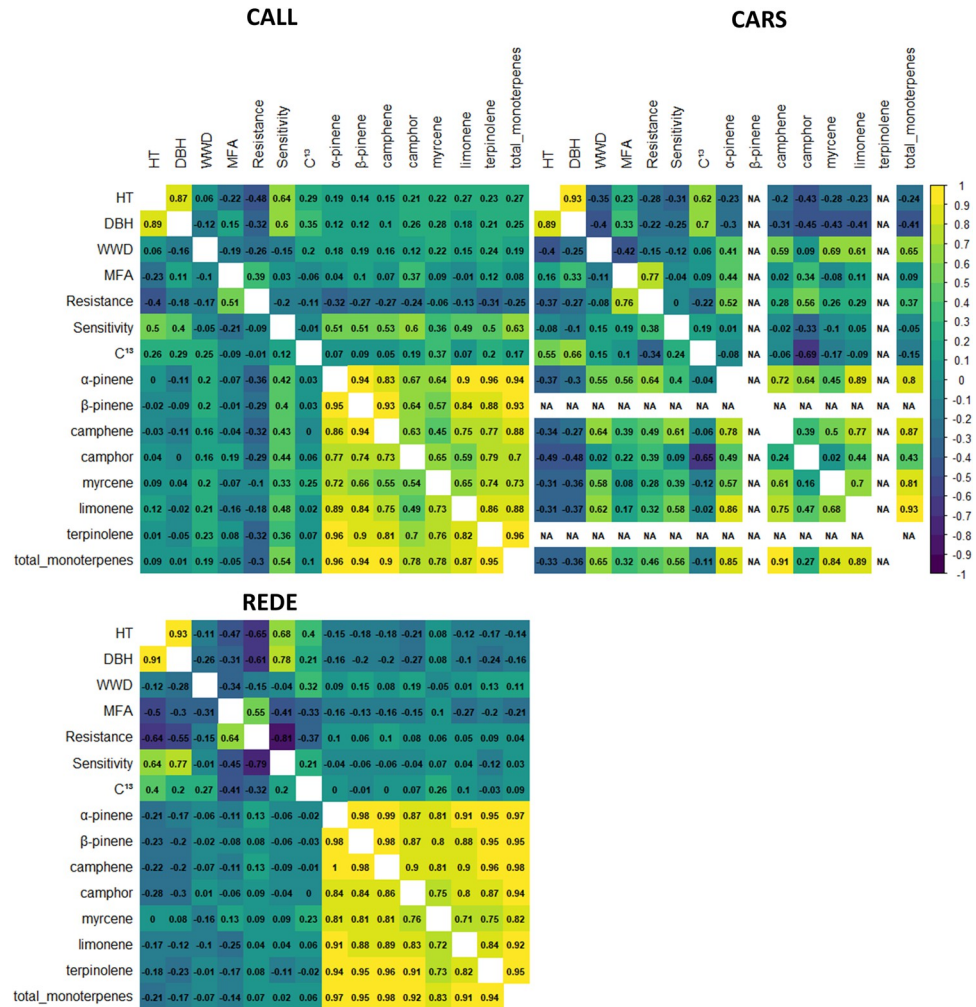 CALL
CARS
HT DBH WWD MFA Resistance Sensitivity C¹³ α-pinene β-pinene camphene camphor myrcene limonene terpinolene total_monoterpenes
HT DBH WWD MFA Resistance Sensitivity C¹³ α-pinene β-pinene camphene camphor myrcene limonene terpinolene total_monoterpenes
HT 0.87 0.06 -0.22 -0.48 0.64 0.29 0.19 0.14 0.15 0.21 0.22 0.27 0.23 0.27 0.93 -0.35 0.23 -0.28 -0.31 0.62 -0.23 NA -0.2 -0.43 -0.28 -0.23 NA -0.24
DBH 0.89 -0.12 0.15 -0.32 0.6 0.35 0.12 0.12 0.1 0.26 0.28 0.18 0.21 0.25 0.89 -0.4 0.33 -0.22 -0.25 0.7 -0.3 NA -0.31 -0.45 -0.43 -0.41 NA -0.41
WWD 0.06 -0.16 -0.19 -0.26 -0.15 0.2 0.18 0.19 0.16 0.12 0.22 0.15 0.24 0.19 -0.4 -0.25 -0.42 -0.15 -0.12 0.06 0.41 NA 0.59 0.09 0.69 0.61 NA 0.65
MFA -0.23 0.11 -0.1 0.39 0.03 -0.06 0.04 0.1 0.07 0.37 0.09 -0.01 0.12 0.08 0.16 0.33 -0.11 0.77 -0.04 0.09 0.44 NA 0.02 0.34 -0.08 0.11 NA 0.09
Resistance -0.4 -0.18 -0.17 0.51 -0.2 -0.11 -0.32 -0.27 -0.27 -0.24 -0.06 -0.13 -0.31 -0.25 -0.37 -0.27 -0.08 0.76 0 -0.22 0.52 NA 0.28 0.56 0.26 0.29 NA 0.37
Sensitivity 0.5 0.4 -0.05 -0.21 -0.09 -0.01 0.51 0.51 0.53 0.6 0.36 0.49 0.5 0.63 -0.08 -0.1 0.15 0.19 0.38 0.19 0.01 NA -0.02 -0.33 -0.1 0.05 NA -0.05
C¹³ 0.26 0.29 0.25 -0.09 -0.01 0.12 0.07 0.09 0.05 0.19 0.37 0.07 0.2 0.17 0.55 0.66 0.15 0.1 -0.34 0.24 -0.08 NA -0.06 -0.69 -0.17 -0.09 NA -0.15
α-pinene 0 -0.11 0.2 -0.07 -0.36 0.42 0.03 0.94 0.83 0.67 0.64 0.9 0.96 0.94 -0.37 -0.3 0.55 0.56 0.64 0.4 -0.04 NA 0.72 0.64 0.45 0.89 NA 0.8
β-pinene -0.02 -0.09 0.2 -0.01 -0.29 0.4 0.03 0.95 0.93 0.64 0.57 0.84 0.88 0.93 NA NA NA NA NA NA NA NA NA NA NA NA NA NA
camphene -0.03 -0.11 0.16 -0.04 -0.32 0.43 0 0.86 0.94 0.63 0.45 0.75 0.77 0.88 -0.34 -0.27 0.64 0.39 0.49 0.61 -0.06 0.78 NA 0.39 0.5 0.77 NA 0.87
camphor 0.04 0 0.16 0.19 -0.29 0.44 0.06 0.77 0.74 0.73 0.65 0.59 0.79 0.7 -0.49 -0.48 0.02 0.22 0.39 0.09 -0.65 0.49 NA 0.24 0.02 0.44 NA 0.43
myrcene 0.09 0.04 0.2 -0.07 -0.1 0.33 0.25 0.72 0.66 0.55 0.54 0.65 0.74 0.73 -0.31 -0.36 0.58 0.08 0.28 0.39 -0.12 0.57 NA 0.61 0.16 0.7 NA 0.81
limonene 0.12 -0.02 0.21 -0.16 -0.18 0.48 0.02 0.89 0.84 0.75 0.49 0.73 0.86 0.88 -0.31 -0.37 0.62 0.17 0.32 0.58 -0.02 0.86 NA 0.75 0.47 0.68 NA 0.93
terpinolene 0.01 -0.05 0.23 0.08 -0.32 0.36 0.07 0.96 0.9 0.81 0.7 0.76 0.82 0.96 NA NA NA NA NA NA NA NA NA NA NA NA NA NA
total_monoterpenes 0.09 0.01 0.19 -0.05 -0.3 0.54 0.1 0.96 0.94 0.9 0.78 0.78 0.87 0.95 -0.33 -0.36 0.65 0.32 0.46 0.56 -0.11 0.85 NA 0.91 0.27 0.84 0.89 NA
1
0.9
0.8
0.7
0.6
0.5
0.4
0.3
0.2
0.1
0
-0.1
-0.2
-0.3
-0.4
-0.5
-0.6
-0.7
-0.8
-0.9
-1
REDE
HT 0.93 -0.11 -0.47 -0.65 0.68 0.4 -0.15 -0.18 -0.18 -0.21 0.08 -0.12 -0.17 -0.14
DBH 0.91 -0.26 -0.31 -0.61 0.78 0.21 -0.16 -0.2 -0.2 -0.27 0.08 -0.1 -0.24 -0.16
WWD -0.12 -0.28 -0.34 -0.15 -0.04 0.32 0.09 0.15 0.08 0.19 -0.05 0.01 0.13 0.11
MFA -0.5 -0.3 -0.31 0.55 -0.41 -0.33 -0.16 -0.13 -0.16 -0.15 0.1 -0.27 -0.2 -0.21
Resistance -0.64 -0.55 -0.15 0.64 -0.81 -0.37 0.1 0.06 0.1 0.08 0.06 0.05 0.09 0.04
Sensitivity 0.64 0.77 -0.01 -0.45 -0.79 0.21 -0.04 -0.06 -0.06 -0.04 0.07 0.04 -0.12 0.03
C¹³ 0.4 0.2 0.27 -0.41 -0.32 0.2 0 -0.01 0 0.07 0.26 0.1 -0.03 0.09
α-pinene -0.21 -0.17 -0.06 -0.11 0.13 -0.06 -0.02 0.98 0.99 0.87 0.81 0.91 0.95 0.97
β-pinene -0.23 -0.2 -0.02 -0.08 0.08 -0.06 -0.03 0.98 0.98 0.87 0.8 0.88 0.95 0.95
camphene -0.22 -0.2 -0.07 -0.11 0.13 -0.09 -0.01 1 0.98 0.9 0.81 0.9 0.96 0.98
camphor -0.28 -0.3 0.01 -0.06 0.09 -0.04 0 0.84 0.84 0.86 0.75 0.8 0.87 0.94
myrcene 0 0.08 -0.16 0.13 0.09 0.09 0.23 0.81 0.81 0.81 0.76 0.71 0.75 0.82
limonene -0.17 -0.12 -0.1 -0.25 0.04 0.04 0.06 0.91 0.88 0.89 0.83 0.72 0.84 0.92
terpinolene -0.18 -0.23 -0.01 -0.17 0.08 -0.11 -0.02 0.94 0.95 0.96 0.91 0.73 0.82 0.95
total_monoterpenes -0.21 -0.17 -0.07 -0.14 0.07 0.02 0.06 0.97 0.95 0.98 0.92 0.83 0.91 0.94